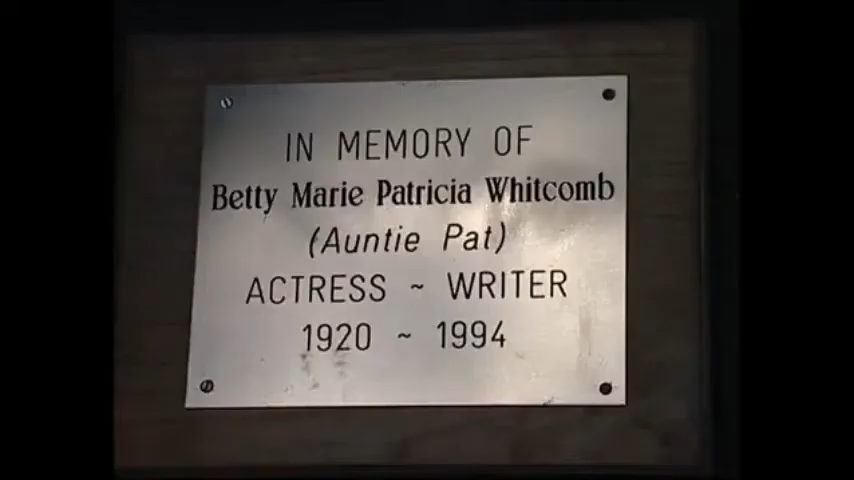 IN MEMORY OF
Betty Marie Patricia Whitcomb
(Auntie Pat)
ACTRESS ~ WRITER
1920 ~ 1994